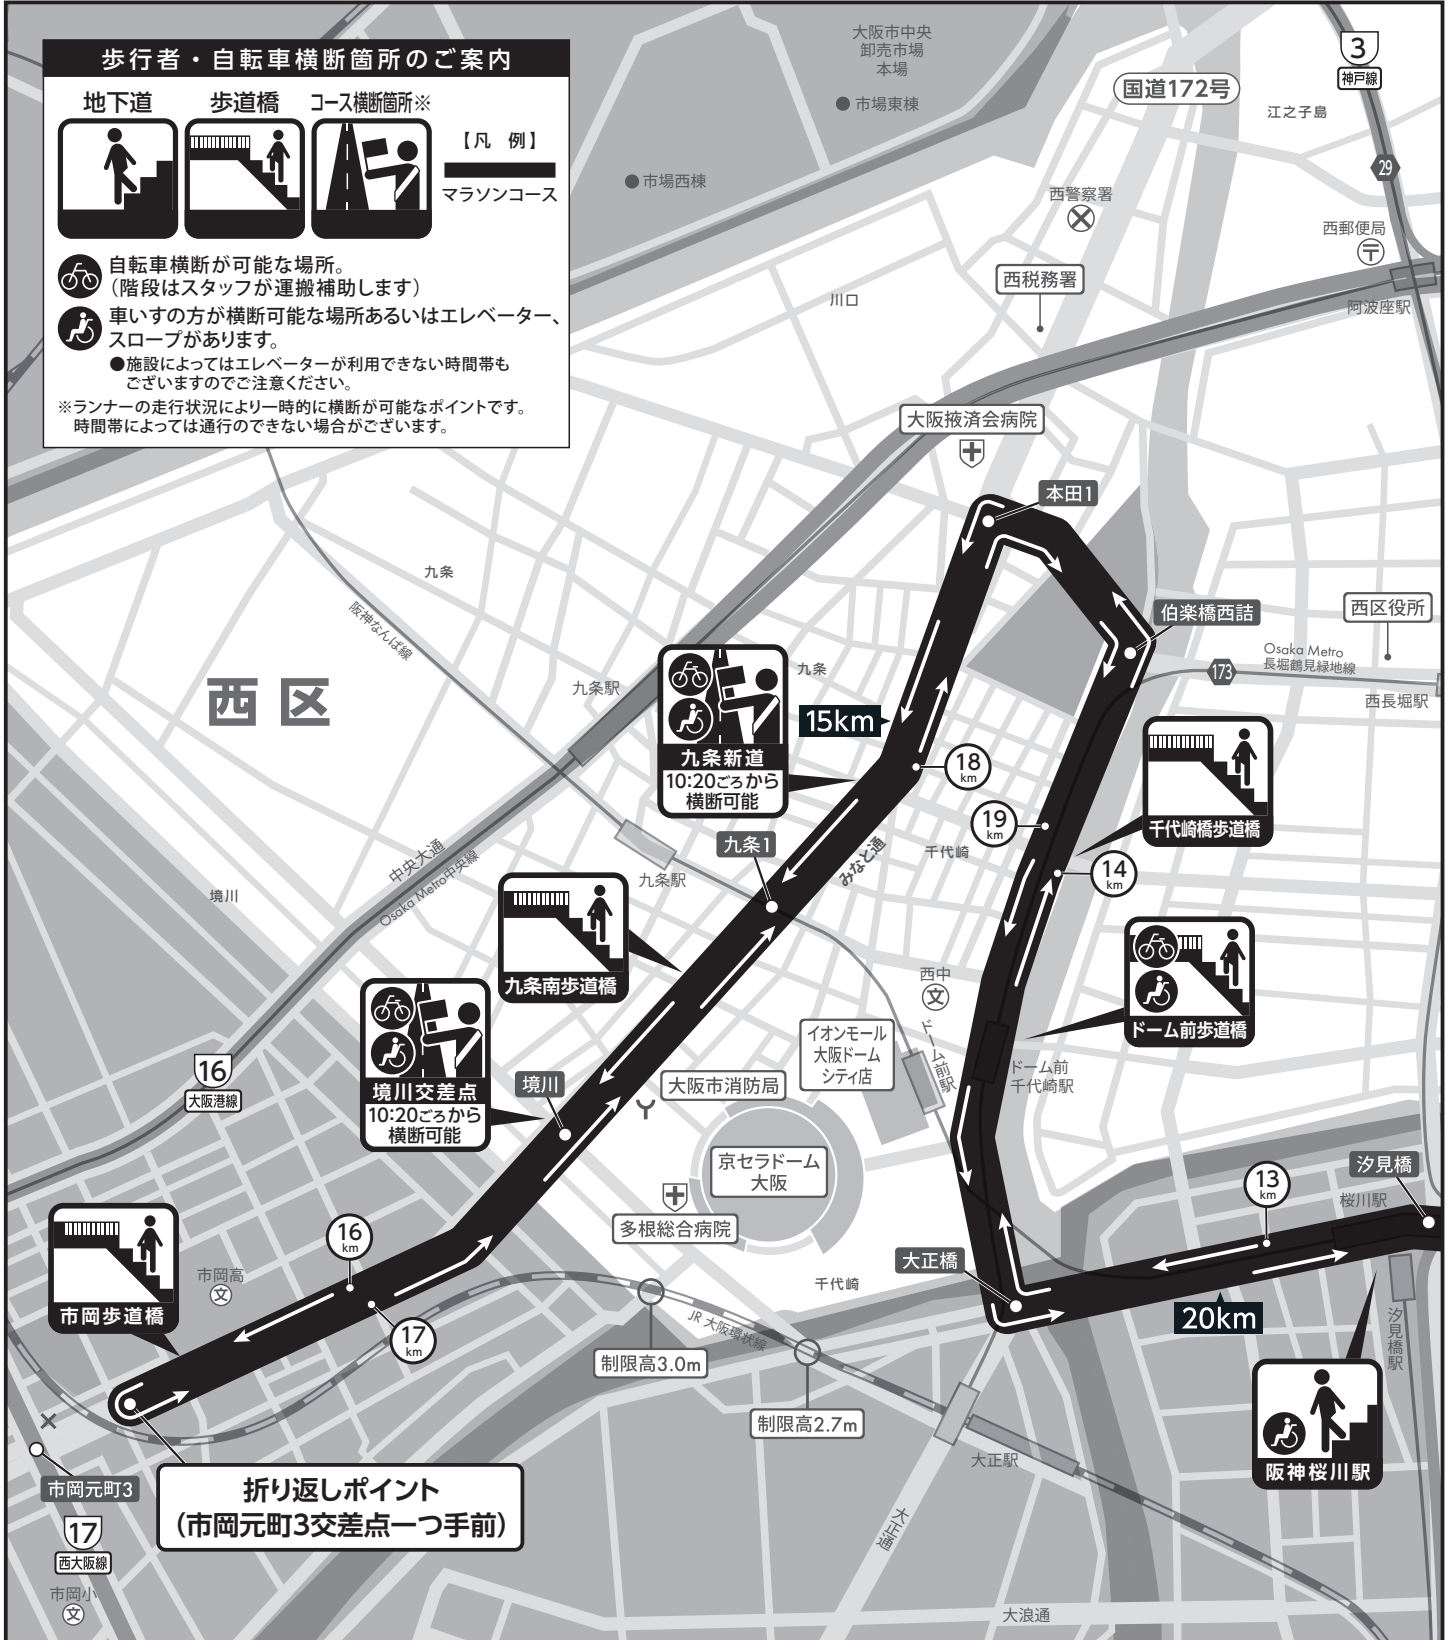 歩行者・自転車横断箇所のご案内
地下道
歩道橋
コース横断箇所※
【凡 例】
マラソンコース
自転車横断が可能な場所。
(階段はスタッフが運搬補助します)
車いすの方が横断可能な場所あるいはエレベーター、
スロープがあります。
●施設によってはエレベーターが利用できない時間帯も
ございますのでご注意ください。
※ランナーの走行状況により一時的に横断が可能なポイントです。
時間帯によっては通行のできない場合がございます。
大阪市中央
卸売市場
本場
市場東棟
市場西棟
国道172号
3
神戸線
江之子島
29
西警察署
西郵便局
〒
西税務署
川口
阿波座駅
大阪掖済会病院
本田1
九条
阪神なんば線
伯楽橋西詰
西区役所
Osaka Metro
長堀鶴見緑地線
173
西長堀駅
西区
九条駅
九条
九条新道
10:20ごろから
横断可能
15km
18
km
19
km
千代崎橋歩道橋
九条1
みなと通
千代崎
14
km
中央大通
Osaka Metro中央線
九条駅
境川
九条南歩道橋
西中
文
ドーム前歩道橋
境川交差点
10:20ごろから
横断可能
境川
イオンモール
大阪ドーム
シティ店
ドーム前駅
ドーム前
千代崎駅
16
大阪港線
大阪市消防局
京セラドーム
大阪
多根総合病院
汐見橋
13
km
桜川駅
市岡歩道橋
16
km
市岡高
文
17
km
大正橋
千代崎
20km
JR 大阪環状線
制限高3.0m
汐見橋駅
制限高2.7m
大正駅
阪神桜川駅
市岡元町3
折り返しポイント
(市岡元町3交差点一つ手前)
17
西大阪線
大正通
市岡小
文
大浪通